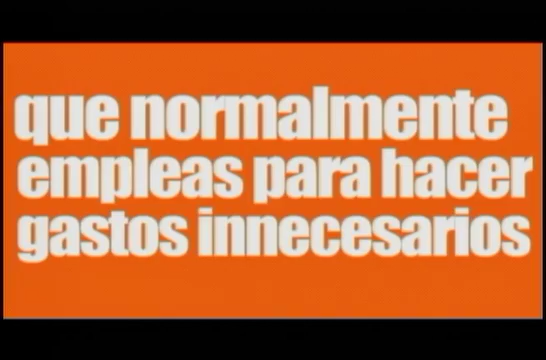 que normalmente
empleas para hacer
gastos innecesarios